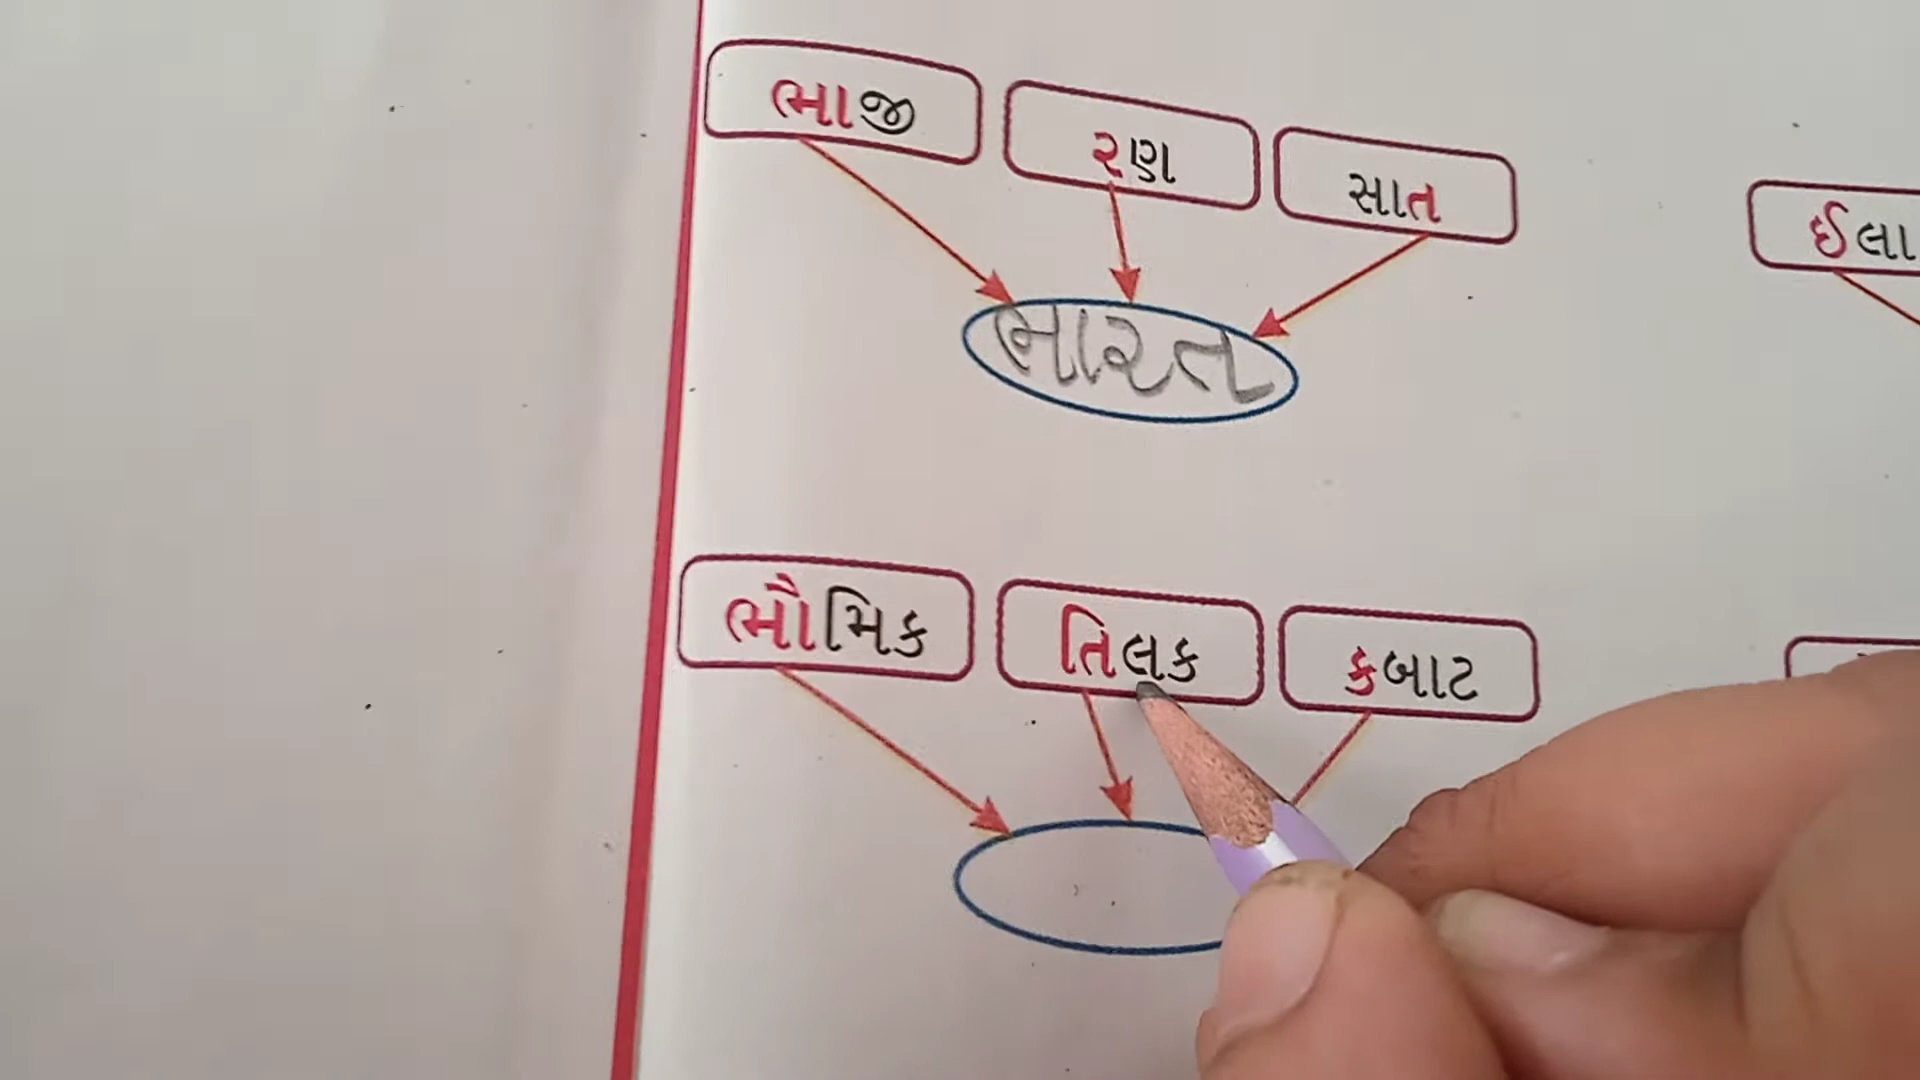 ભાજી રણ સાત
ઈલા
ભારત
ભૌમિક તિલક કબાટ